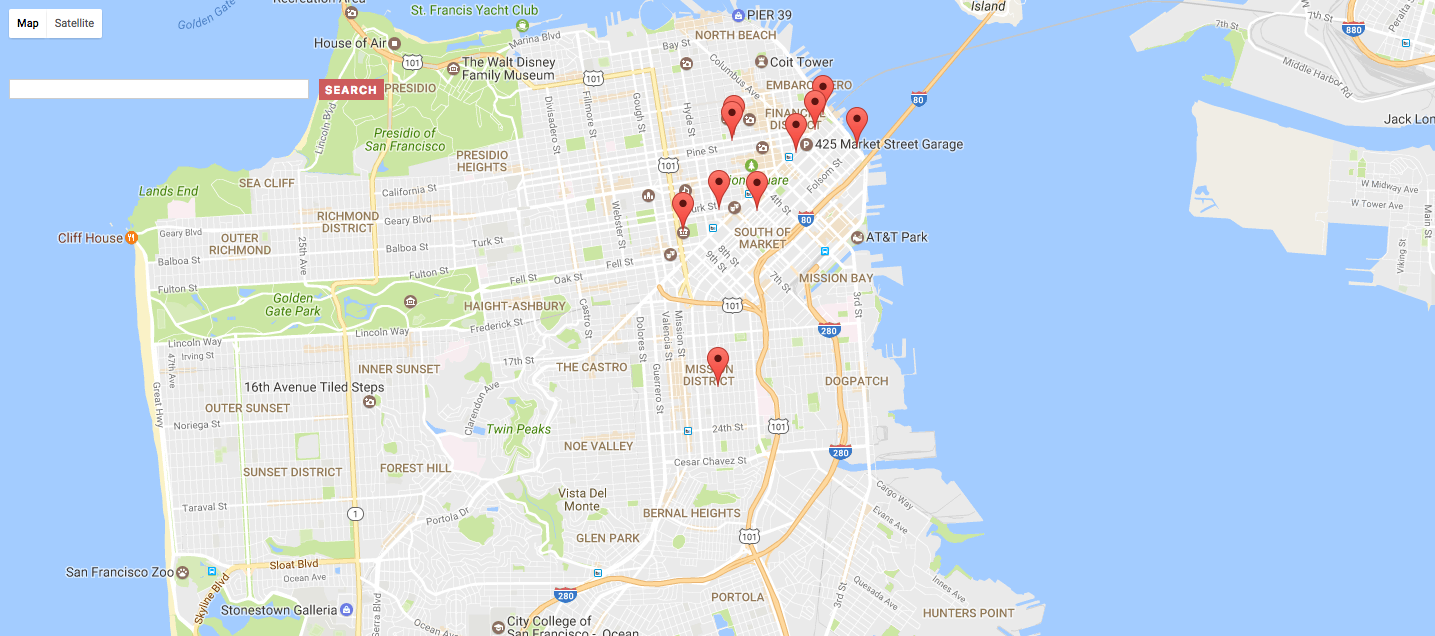 Map Satellite
SEARCH
Recreation Area
Golden Gate
St. Francis Yacht Club
PIER 39
Island
House of Air
101
Marina Blvd
Bay St
NORTH BEACH
The Walt Disney
Family Museum
101
Columbus Ave
Coit Tower
80
7th St
7th St
880
Peralta St
Middle Harbor Rd
Jack Lon
PRESIDIO
Lincoln Blvd
Divisadero St
Fillmore St
Gough St
Hyde St
Presidio of
San Francisco
PRESIDIO
HEIGHTS
Pine St
101
425 Market Street Garage
Folsom St
Lands End
SEA CLIFF
California St
RICHMOND
DISTRICT
Geary Blvd
Webster St
4th St
80
W Midway Ave
W Tower Ave
Main St
Viking St
Cliff House
Geary Blvd
OUTER
RICHMOND
25th Ave
Balboa St
Turk St
SOUTH OF
MARKET
AT&T Park
Balboa St
Fulton St
Fell St
Fell St
Oak St
8th St
9th St
7th St
MISSION BAY
Fulton St
Golden
Gate Park
HAIGHT-ASHBURY
Frederick St
Castro St
101
3rd St
280
Lincoln Way
Lincoln Way
Irving St
47th Ave
Great Hwy
INNER SUNSET
17th St
THE CASTRO
Dolores St
Valencia St
Mission St
Guerrero St
DISTRICT
DOGPATCH
16th Avenue Tiled Steps
OUTER SUNSET
Noriega St
Clarendon Ave
Twin Peaks
24th St
101
280
NOE VALLEY
Cesar Chavez St
SUNSET DISTRICT
FOREST HILL
Taraval St
1
Portola Dr
Vista Del
Monte
BERNAL HEIGHTS
Cargo Way
Evans Ave
GLEN PARK
101
San Francisco Zoo
Sloat Blvd
Ocean Ave
Skyline Blvd
Stonestown Galleria
280
PORTOLA
3rd St
Quesada Ave
Innes Ave
HUNTERS POINT
City College of
San Francisco - Ocean